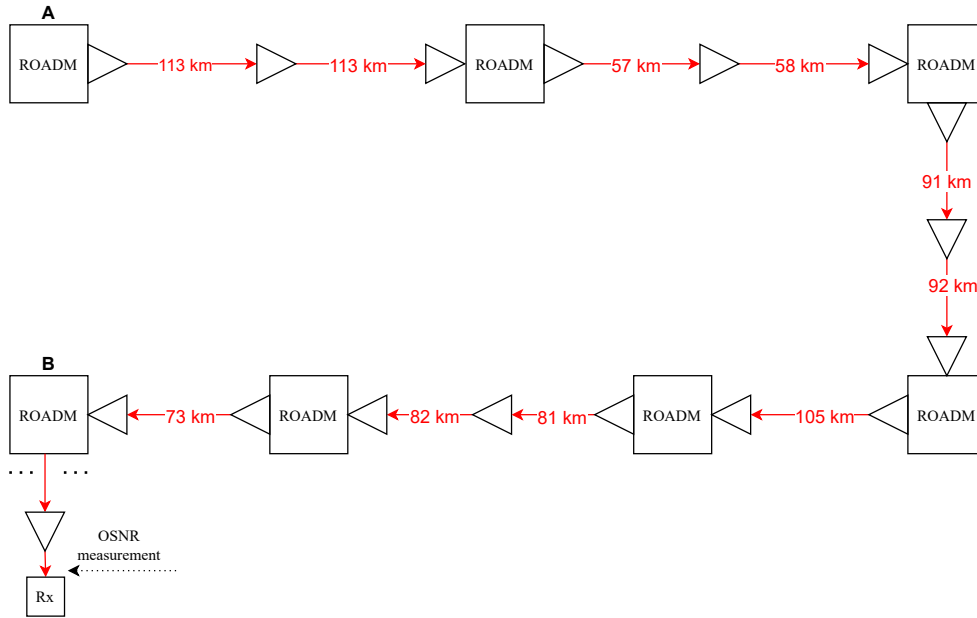 A
ROADM
113 km
113 km
ROADM
57 km
58 km
ROADM
91 km
92 km
B
ROADM
73 km
ROADM
82 km
81 km
ROADM
105 km
ROADM
... ...
OSNR
measurement
Rx